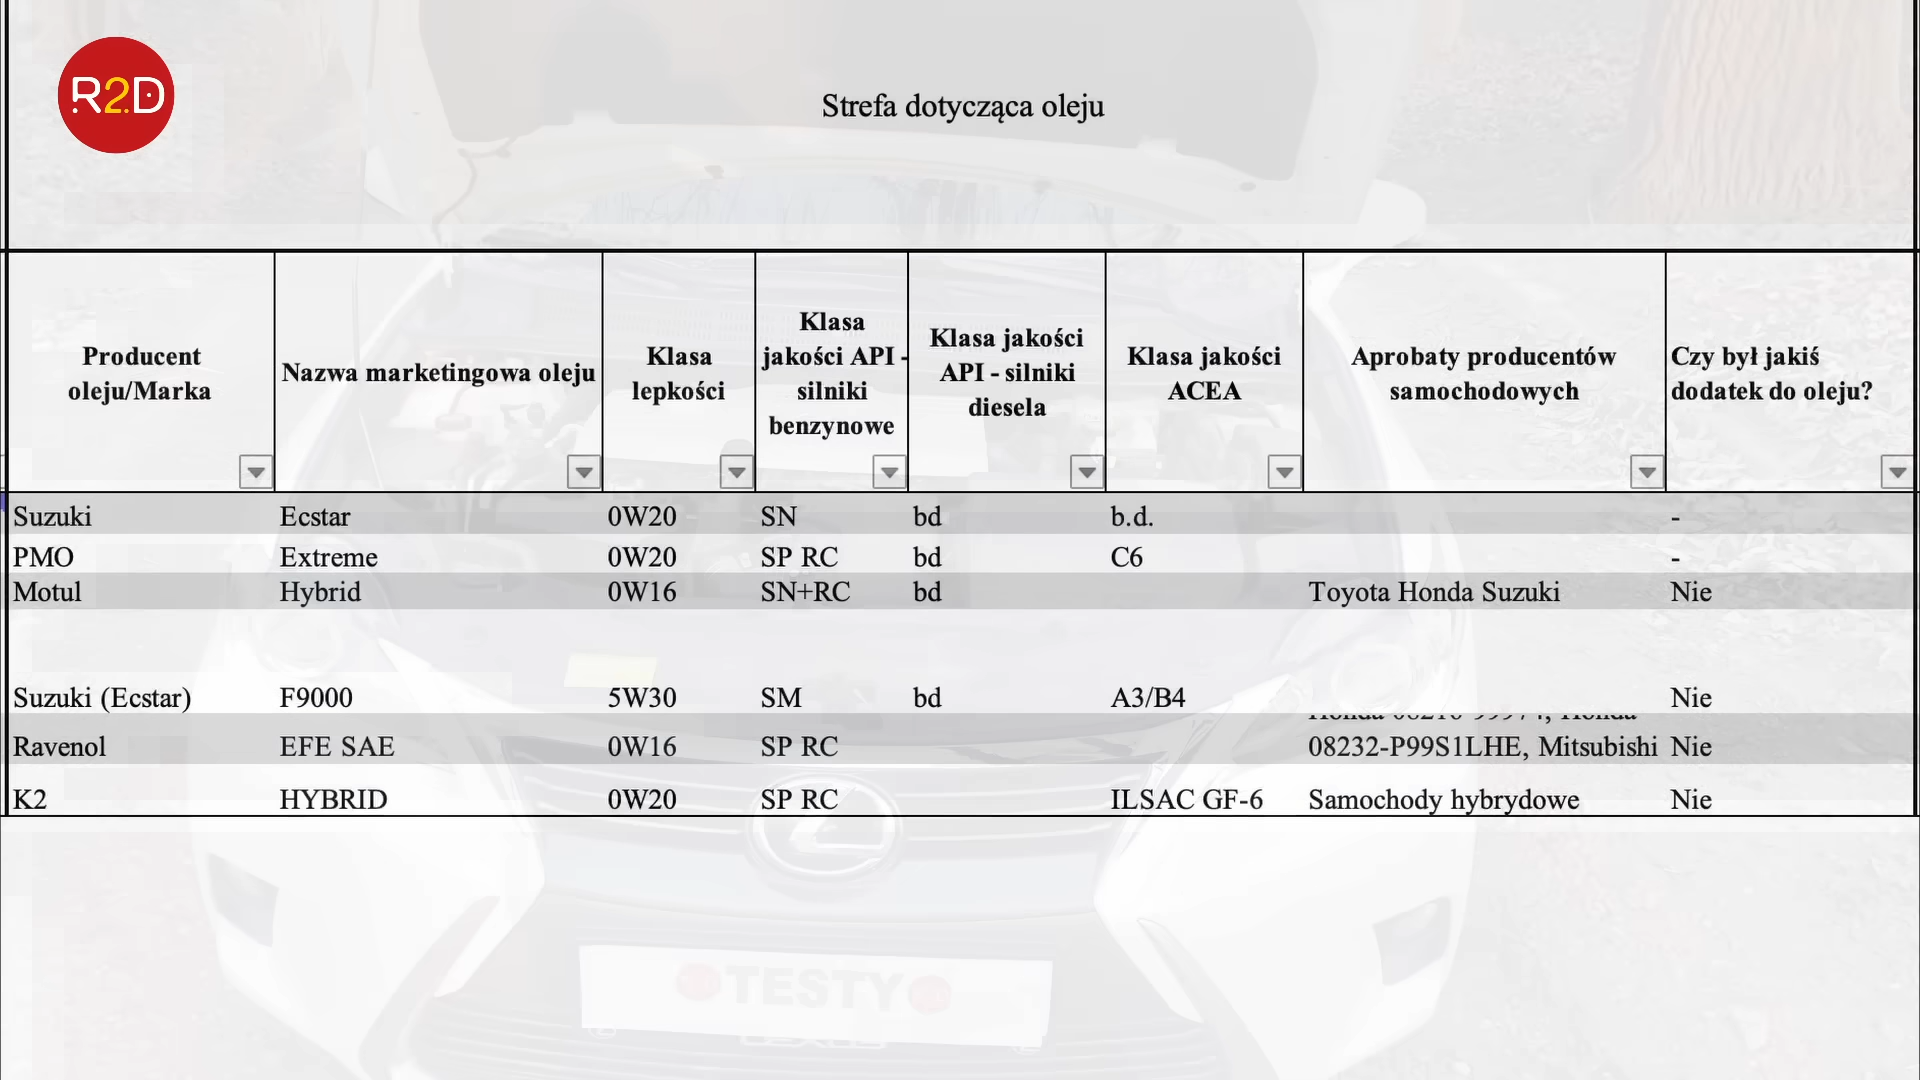 R2D
Strefa dotycząca oleju
Producent
oleju/Marka
Nazwa marketingowa oleju
Klasa
lepkości
Klasa
jakości API -
silniki
benzynowe
Klasa jakości
API - silniki
diesela
Klasa jakości
ACEA
Aprobaty producentów
samochodowych
Czy był jakiś
dodatek do oleju?
Suzuki Ecstar 0W20 SN bd b.d. -
PMO Extreme 0W20 SP RC bd C6 -
Motul Hybrid 0W16 SN+RC bd Toyota Honda Suzuki Nie
Suzuki (Ecstar) F9000 5W30 SM bd A3/B4 Nie
Honda
Ravenol EFE SAE 0W16 SP RC 08232-P99S1LHE, Mitsubishi Nie
K2 HYBRID 0W20 SP RC ILSAC GF-6 Samochody hybrydowe Nie
TESTY